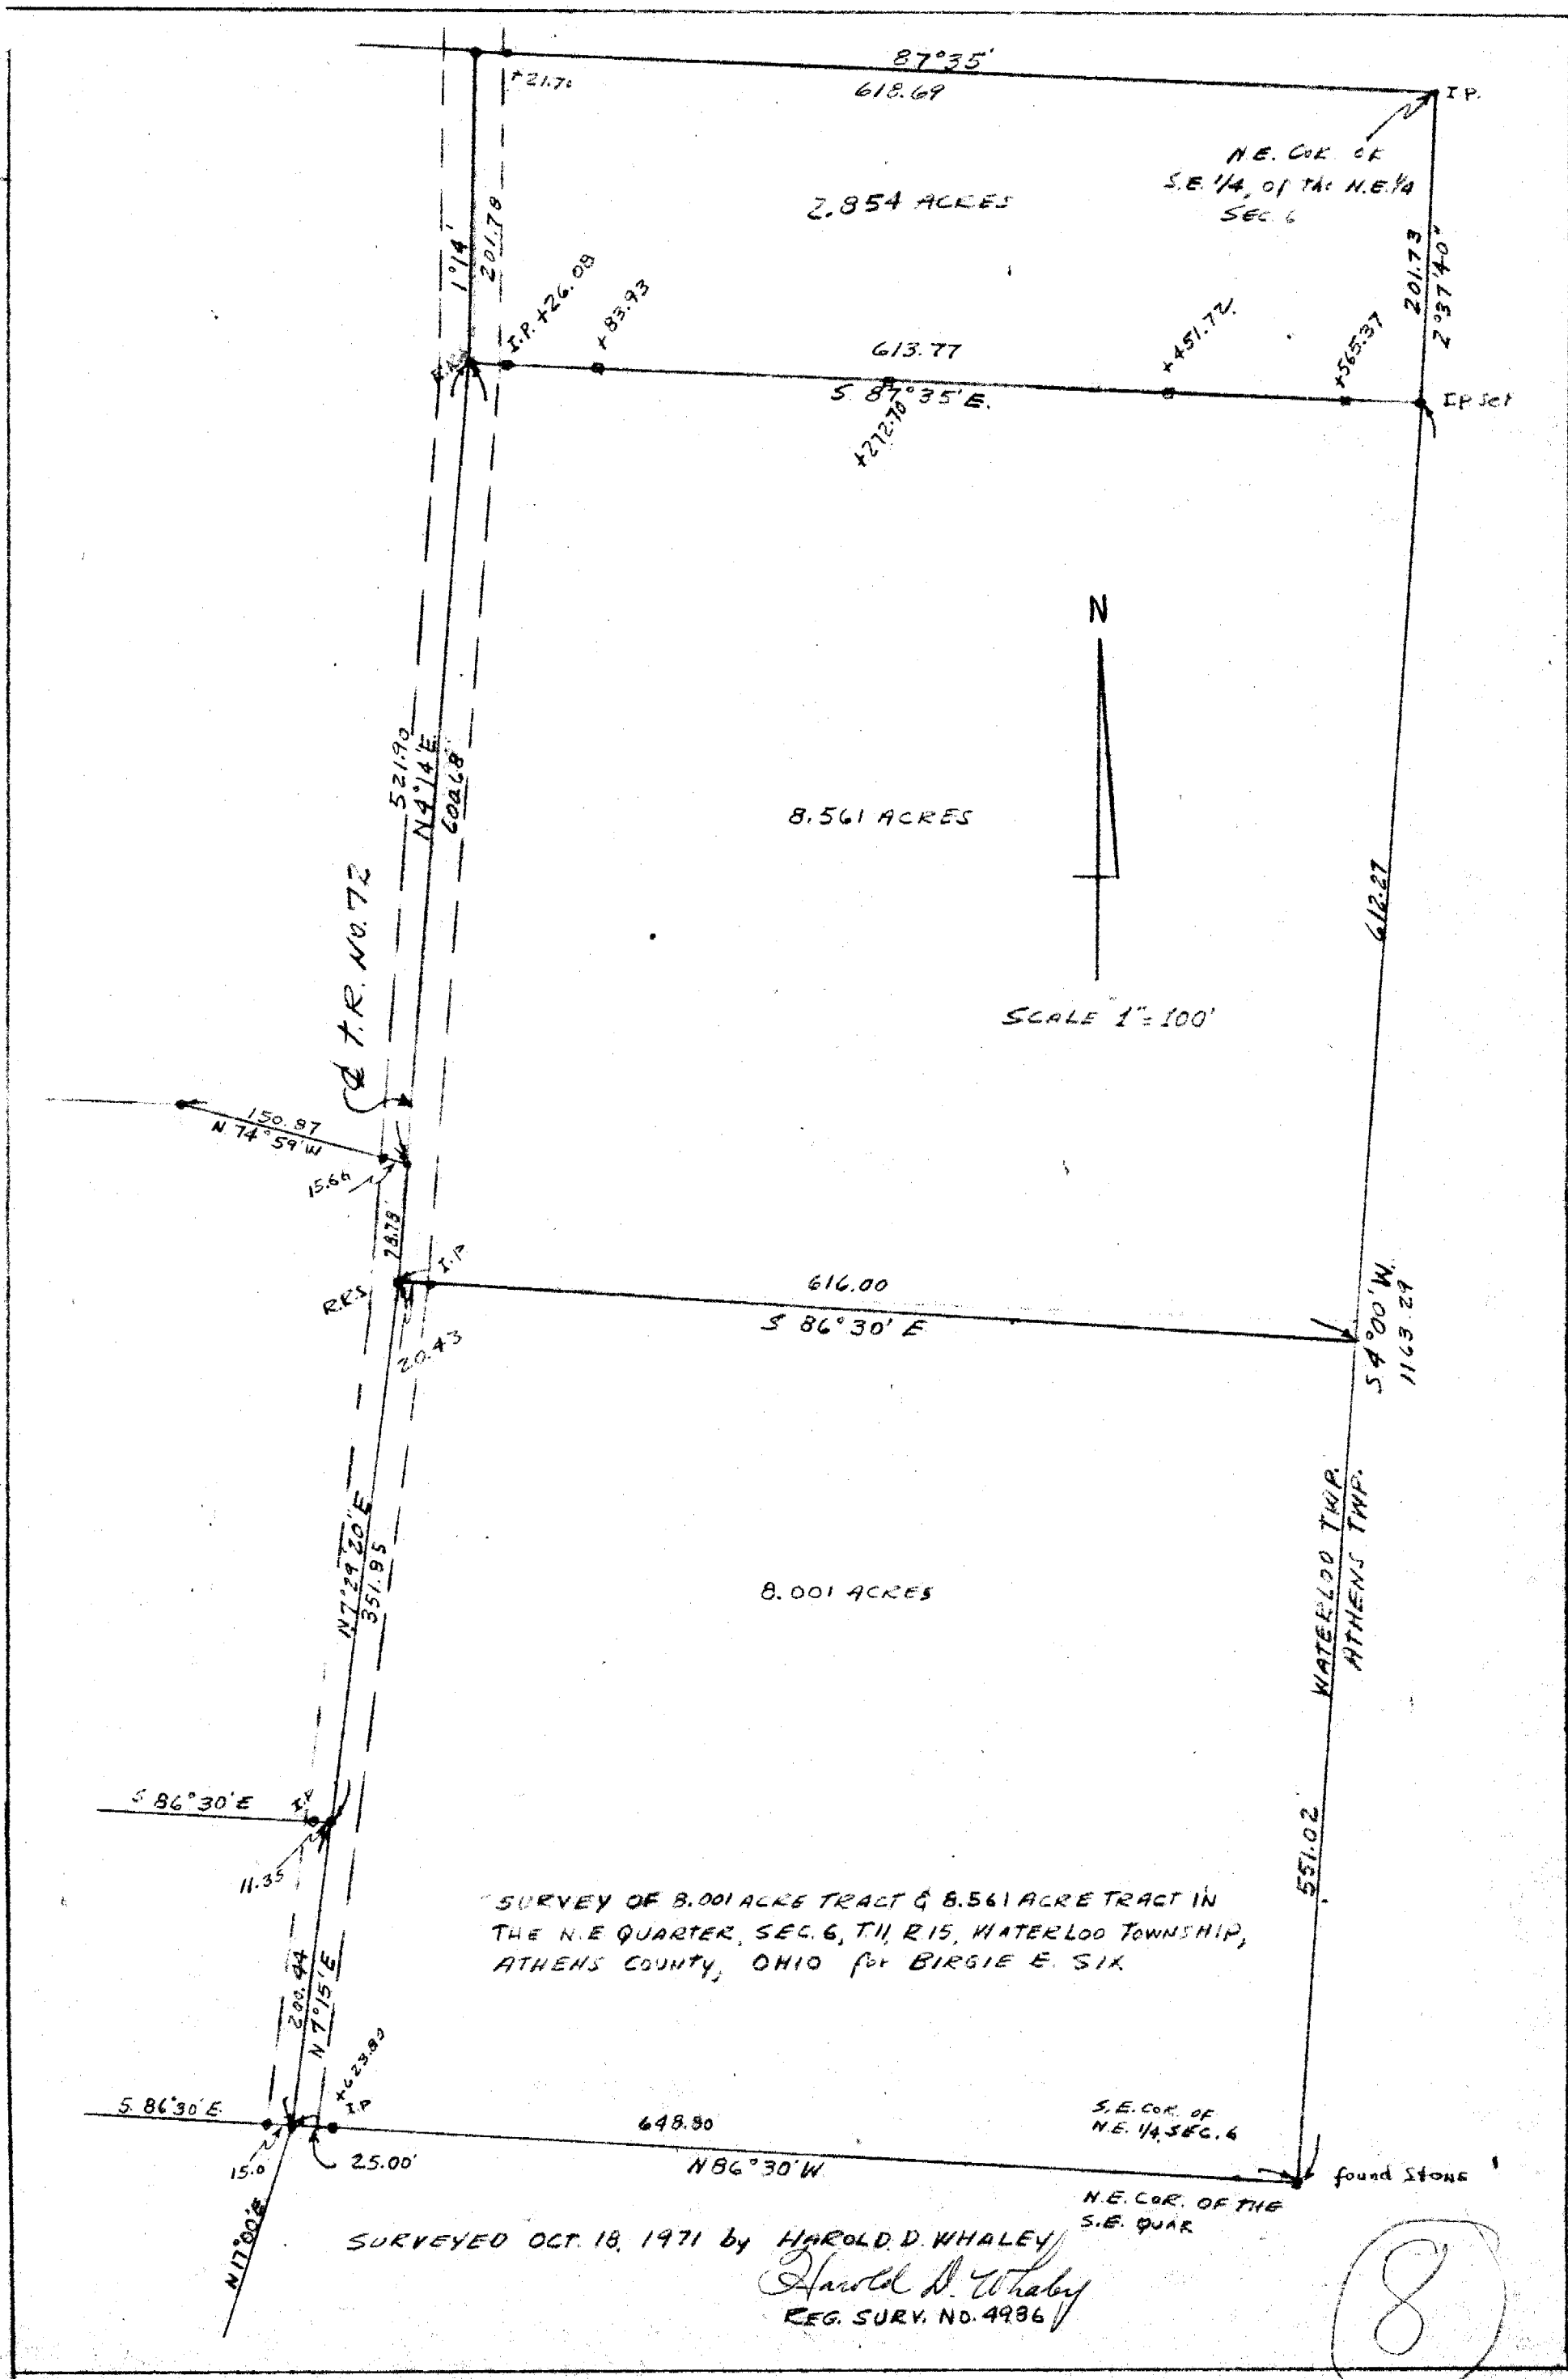 87°35'
618.69
+21.70
I.P.
N.E. COR. OF
S.E. 1/4, of the N.E. 1/4
SEC. 6
2.854 ACRES
1°14'
201.78
201.73
2°37'40"
I.P. +26.08
+83.93
613.77
S. 87°35' E.
+272.70
+451.72
+565.37
I.P. Set
N
521.90
N 4°14' E
600.68
8.561 ACRES
612.27
₵ T.R. No. 72
SCALE 1" = 100'
150.87
N. 74°59' W
15.66
78.78'
I.P.
R.R.S.
616.00
S 86°30' E
20.43
S 4°00' W.
1163.29
N 7°29'20" E
351.85
8.001 ACRES
WATERLOO TWP.
ATHENS TWP.
S 86°30' E
I.P.
11.35
551.02
SURVEY OF 8.001 ACRE TRACT & 8.561 ACRE TRACT IN
THE N.E QUARTER, SEC. 6, T.11, R.15, WATERLOO TOWNSHIP,
ATHENS COUNTY, OHIO for BIRGIE E. SIX
200.44
N 7°15' E
+623.80
I.P
S. 86°30' E.
648.80
N 86°30' W
S.E. COR. OF
N.E. 1/4, SEC. 6
15.0
25.00'
found STONE
N.E. COR. OF THE
S.E. QUAR
N 17°00' E
SURVEYED OCT. 18, 1971 by HAROLD D. WHALEY
Harold D. Whaley
REG. SURV. NO. 4986
8